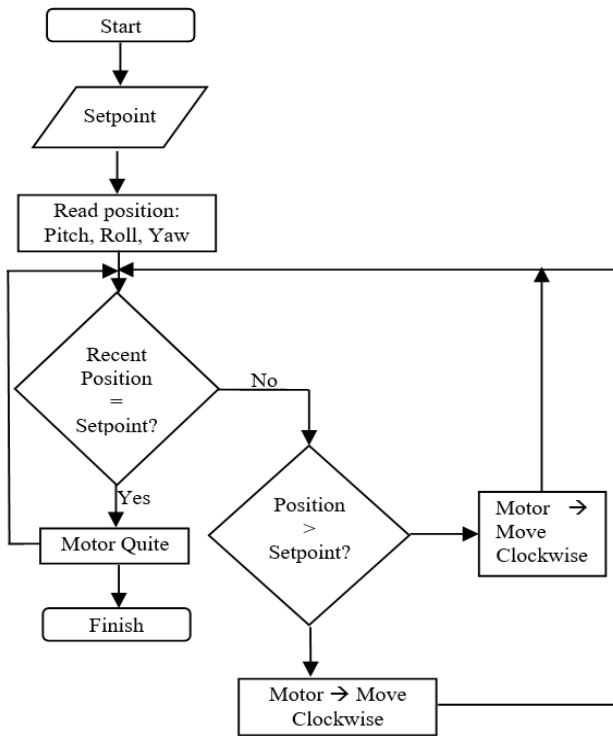 Start
Setpoint
Read position:
Pitch, Roll, Yaw
Recent
Position
=
Setpoint?
No
Yes
Position
>
Setpoint?
Motor →
Move
Clockwise
Motor Quite
Finish
Motor → Move
Clockwise